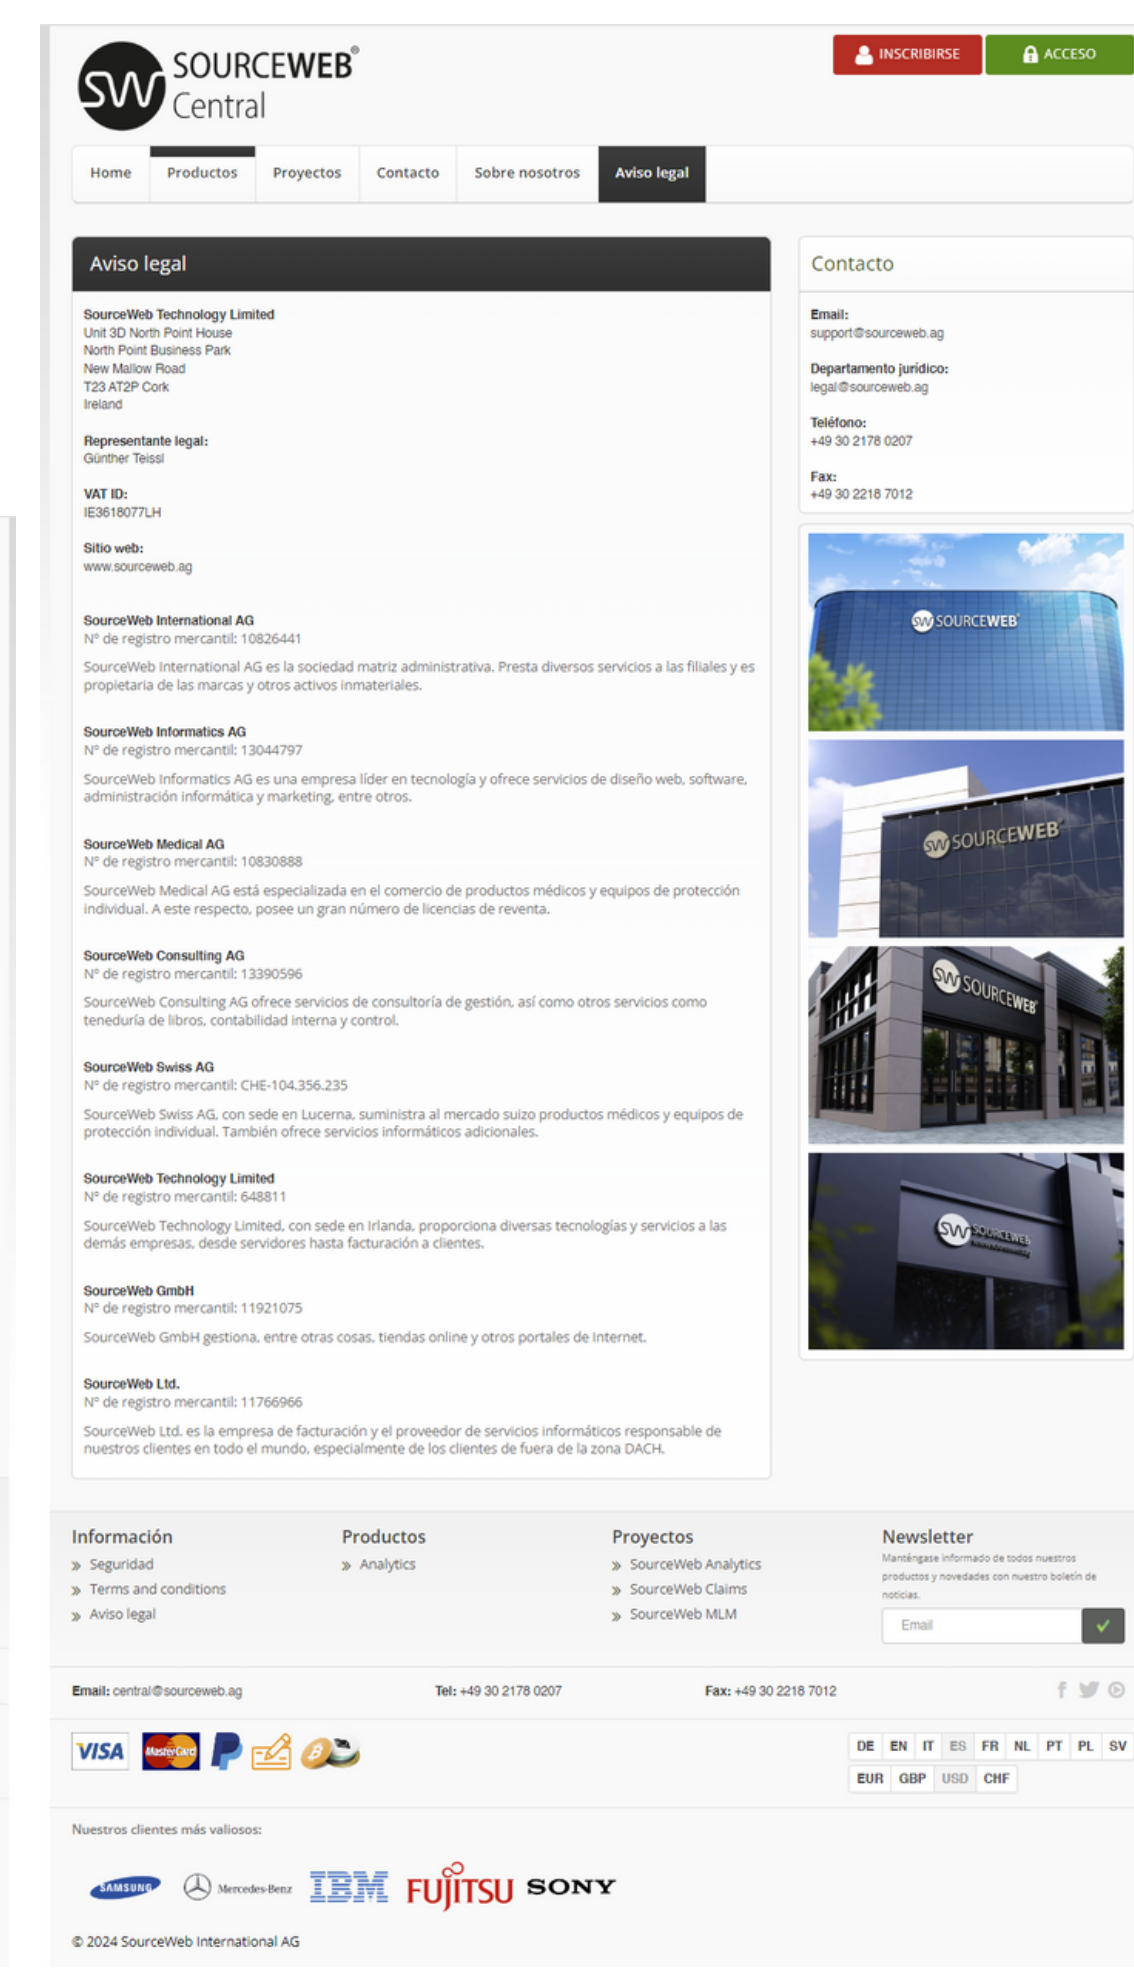 SW SOURCEWEB®
Central
INSCRIBIRSE
ACCESO
Home
Productos
Proyectos
Contacto
Sobre nosotros
Aviso legal
Aviso legal
SourceWeb Technology Limited
Unit 3D North Point House
North Point Business Park
New Mallow Road
T23 AT2P Cork
Ireland
Representante legal:
Günther Teissl
VAT ID:
IE3618077LH
Sitio web:
www.sourceweb.ag
SourceWeb International AG
Nº de registro mercantil: 10826441
SourceWeb International AG es la sociedad matriz administrativa. Presta diversos servicios a las filiales y es
propietaria de las marcas y otros activos inmateriales.
SourceWeb Informatics AG
Nº de registro mercantil: 13044797
SourceWeb Informatics AG es una empresa líder en tecnología y ofrece servicios de diseño web, software,
administración informática y marketing, entre otros.
SourceWeb Medical AG
Nº de registro mercantil: 10830888
SourceWeb Medical AG está especializada en el comercio de productos médicos y equipos de protección
individual. A este respecto, posee un gran número de licencias de reventa.
SourceWeb Consulting AG
Nº de registro mercantil: 13390596
SourceWeb Consulting AG ofrece servicios de consultoría de gestión, así como otros servicios como
teneduría de libros, contabilidad interna y control.
SourceWeb Swiss AG
Nº de registro mercantil: CHE-104.356.235
SourceWeb Swiss AG, con sede en Lucerna, suministra al mercado suizo productos médicos y equipos de
protección individual. También ofrece servicios informáticos adicionales.
SourceWeb Technology Limited
Nº de registro mercantil: 648811
SourceWeb Technology Limited, con sede en Irlanda, proporciona diversas tecnologías y servicios a las
demás empresas, desde servidores hasta facturación a clientes.
SourceWeb GmbH
Nº de registro mercantil: 11921075
SourceWeb GmbH gestiona, entre otras cosas, tiendas online y otros portales de Internet.
SourceWeb Ltd.
Nº de registro mercantil: 11766966
SourceWeb Ltd. es la empresa de facturación y el proveedor de servicios informáticos responsable de
nuestros clientes en todo el mundo, especialmente de los clientes de fuera de la zona DACH.
Contacto
Email:
support@sourceweb.ag
Departamento jurídico:
legal@sourceweb.ag
Teléfono:
+49 30 2178 0207
Fax:
+49 30 2218 7012
SW SOURCEWEB
SW SOURCEWEB
SW SOURCEWEB
SW SOURCEWEB
Información
» Seguridad
» Terms and conditions
» Aviso legal
Productos
» Analytics
Proyectos
» SourceWeb Analytics
» SourceWeb Claims
» SourceWeb MLM
Newsletter
Manténgase informado de todos nuestros
productos y novedades con nuestro boletín de
noticias.
Email
Email: central@sourceweb.ag
Tel: +49 30 2178 0207
Fax: +49 30 2218 7012
VISA MasterCard
DE EN IT ES FR NL PT PL SV
EUR GBP USD CHF
Nuestros clientes más valiosos:
SAMSUNG Mercedes-Benz IBM FUJITSU SONY
© 2024 SourceWeb International AG